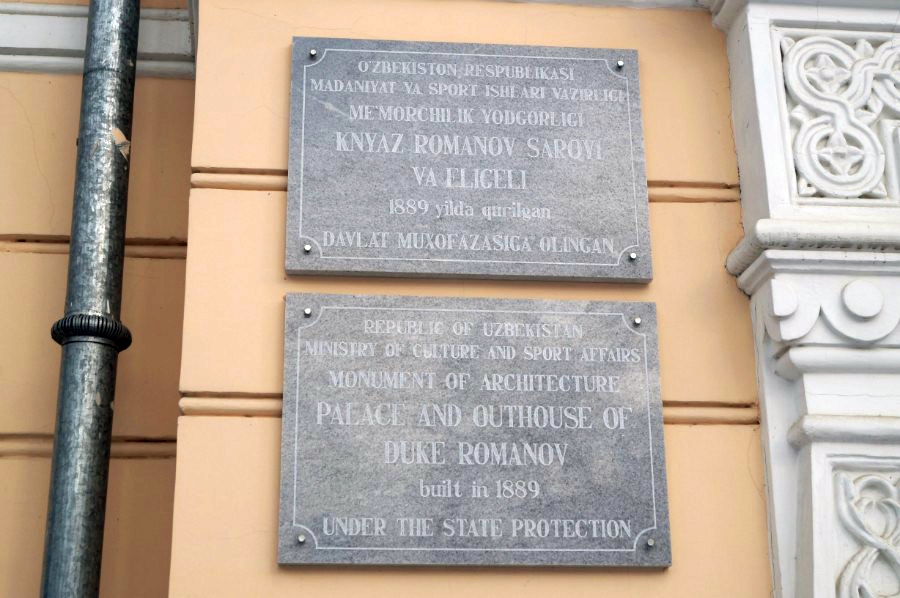 O'ZBEKISTON RESPUBLIKASI
MADANIYAT VA SPORT ISHLARI VAZIRLIGI
ME'MORCHILIK YODGORLIGI
KNYAZ ROMANOV SAROYI
VA ELIGELI
1889 yilda qurilgan
DAVLAT MUXOFAZASIGA OLINGAN
REPUBLIC OF UZBEKISTAN
MINISTRY OF CULTURE AND SPORT AFFAIRS
MONUMENT OF ARCHITECTURE
PALACE AND OUTHOUSE OF
DUKE ROMANOV
built in 1889
UNDER THE STATE PROTECTION